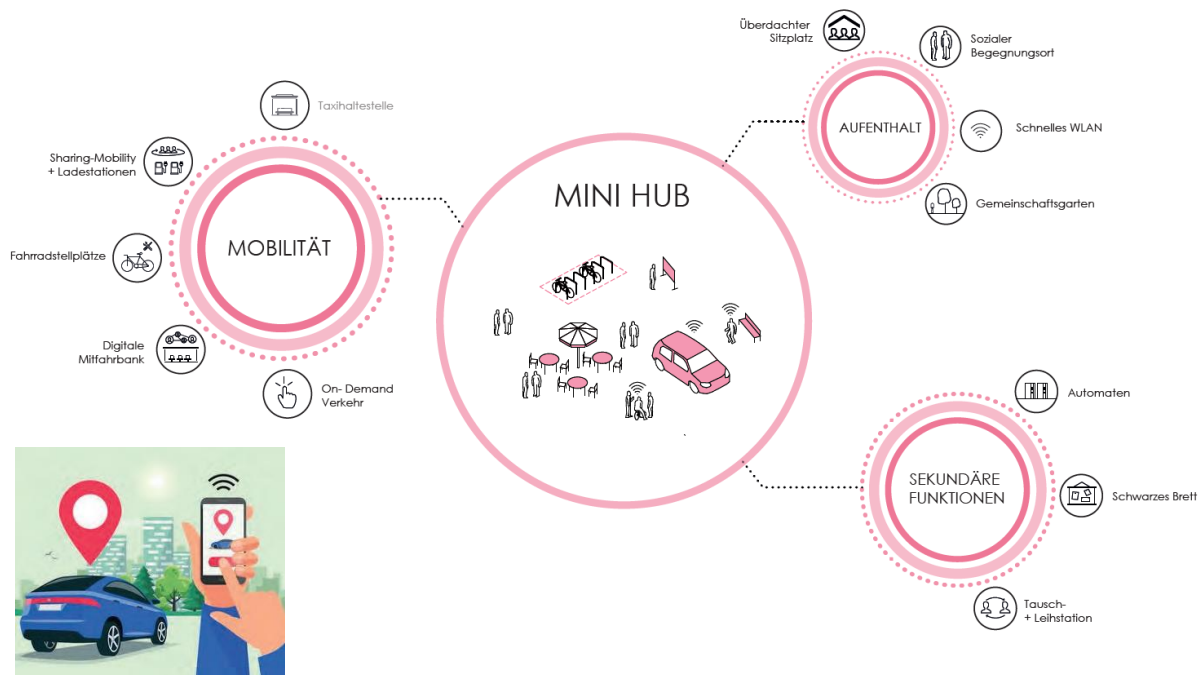 MINI HUB
MOBILITÄT
Taxihaltestelle
Sharing-Mobility
+ Ladestationen
Fahrradstellplätze
Digitale
Mitfahrbank
On- Demand
Verkehr
AUFENTHALT
Überdachter
Sitzplatz
Sozialer
Begegnungsort
Schnelles WLAN
Gemeinschaftsgarten
SEKUNDÄRE
FUNKTIONEN
Automaten
Schwarzes Brett
Tausch-
+ Leihstation